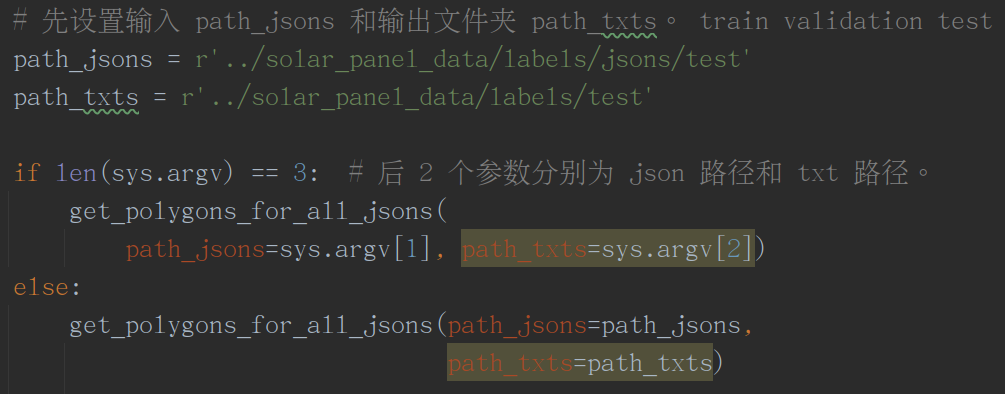 # 先设置输入 path_jsons 和输出文件夹 path_txts。 train validation test
path_jsons = r'../solar_panel_data/labels/jsons/test'
path_txts = r'../solar_panel_data/labels/test'
if len(sys.argv) == 3:  # 后 2 个参数分别为 json 路径和 txt 路径。
    get_polygons_for_all_jsons(
        path_jsons=sys.argv[1], path_txts=sys.argv[2])
else:
    get_polygons_for_all_jsons(path_jsons=path_jsons,
                               path_txts=path_txts)